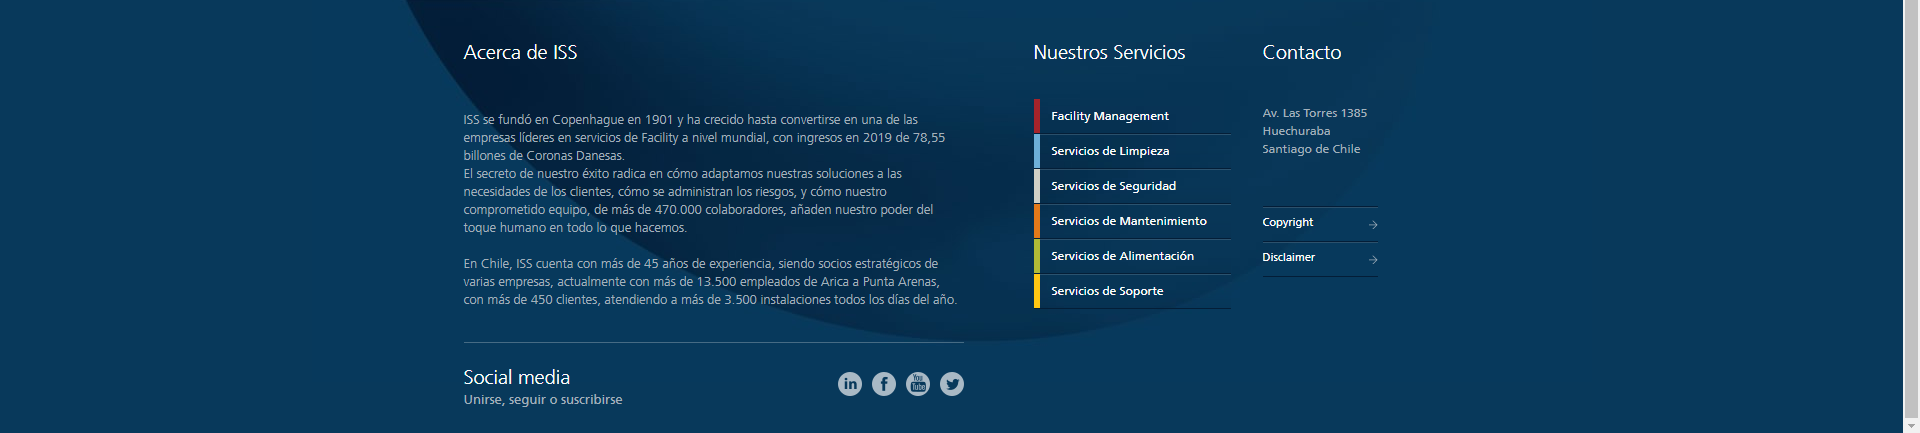 Acerca de ISS
ISS se fundó en Copenhague en 1901 y ha crecido hasta convertirse en una de las
empresas líderes en servicios de Facility a nivel mundial, con ingresos en 2019 de 78,55
billones de Coronas Danesas.
El secreto de nuestro éxito radica en cómo adaptamos nuestras soluciones a las
necesidades de los clientes, cómo se administran los riesgos, y cómo nuestro
comprometido equipo, de más de 470.000 colaboradores, añaden nuestro poder del
toque humano en todo lo que hacemos.
En Chile, ISS cuenta con más de 45 años de experiencia, siendo socios estratégicos de
varias empresas, actualmente con más de 13.500 empleados de Arica a Punta Arenas,
con más de 450 clientes, atendiendo a más de 3.500 instalaciones todos los días del año.
Social media
Unirse, seguir o suscribirse
in
f
You
Tube
Nuestros Servicios
Facility Management
Servicios de Limpieza
Servicios de Seguridad
Servicios de Mantenimiento
Servicios de Alimentación
Servicios de Soporte
Contacto
Av. Las Torres 1385
Huechuraba
Santiago de Chile
Copyright
Disclaimer